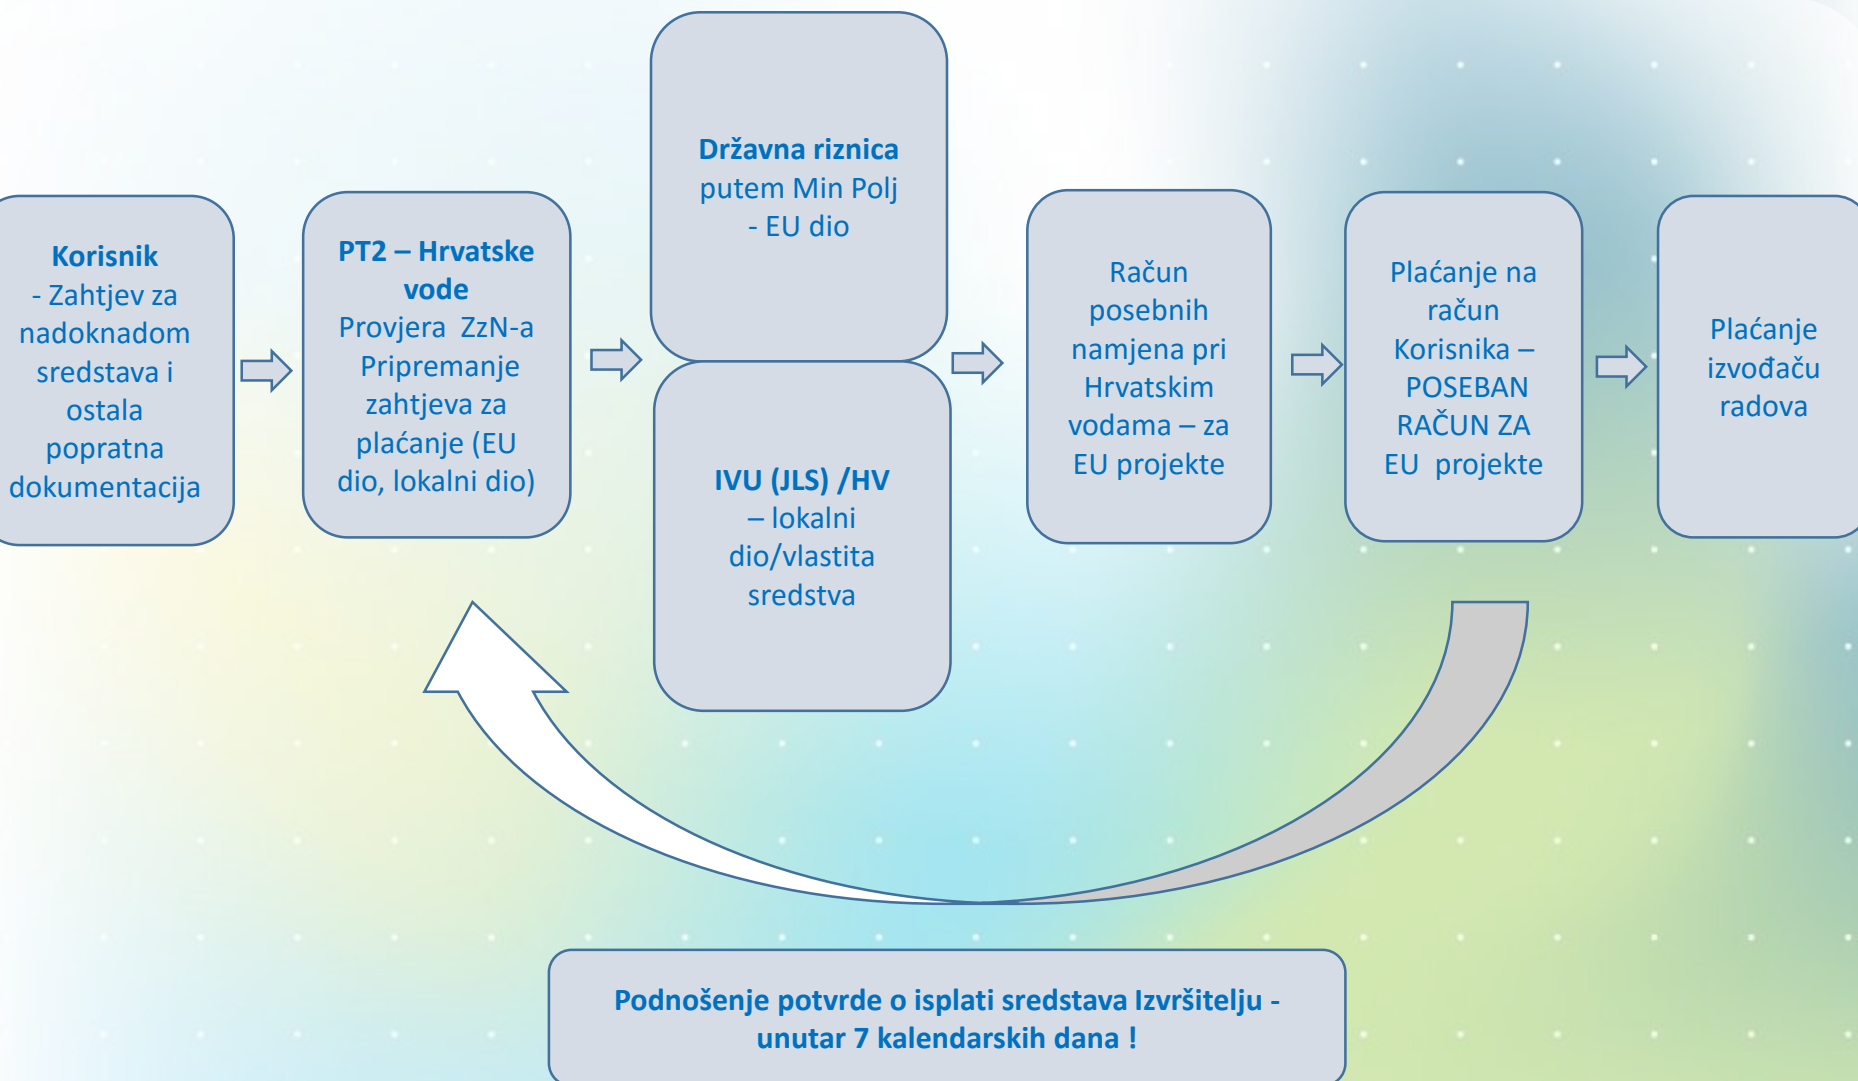 Korisnik
- Zahtjev za
nadoknadom
sredstava i
ostala
popratna
dokumentacija
PT2 – Hrvatske
vode
Provjera ZzN-a
Pripremanje
zahtjeva za
plaćanje (EU
dio, lokalni dio)
Državna riznica
putem Min Polj
- EU dio
IVU (JLS) /HV
– lokalni
dio/vlastita
sredstva
Račun
posebnih
namjena pri
Hrvatskim
vodama – za
EU projekte
Plaćanje na
račun
Korisnika –
POSEBAN
RAČUN ZA
EU projekte
Plaćanje
izvođaču
radova
Podnošenje potvrde o isplati sredstava Izvršitelju -
unutar 7 kalendarskih dana !